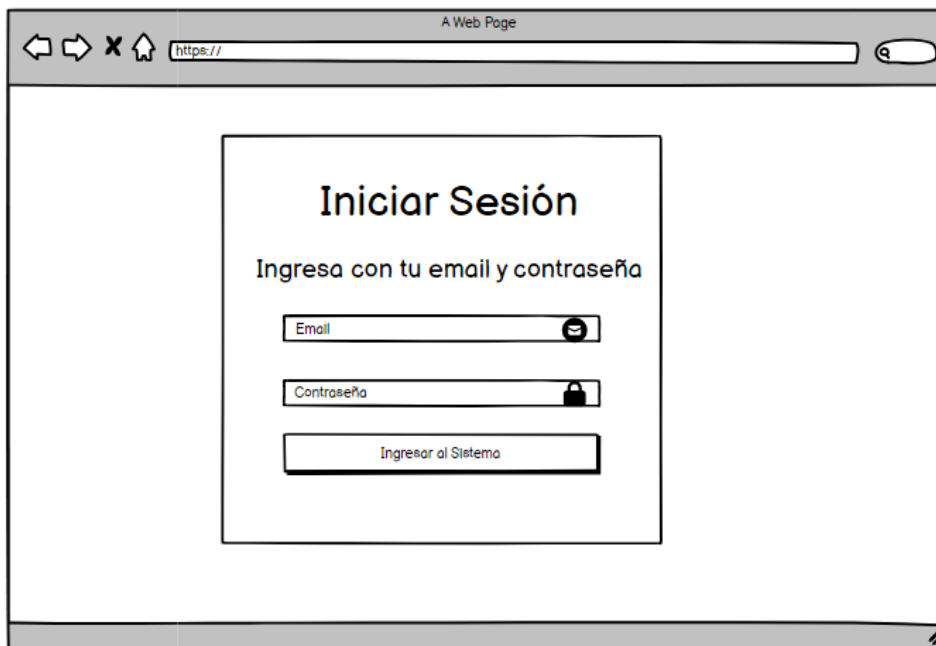 A Web Page
https://
Iniciar Sesión
Ingresa con tu email y contraseña
Email
Contraseña
Ingresar al Sistema